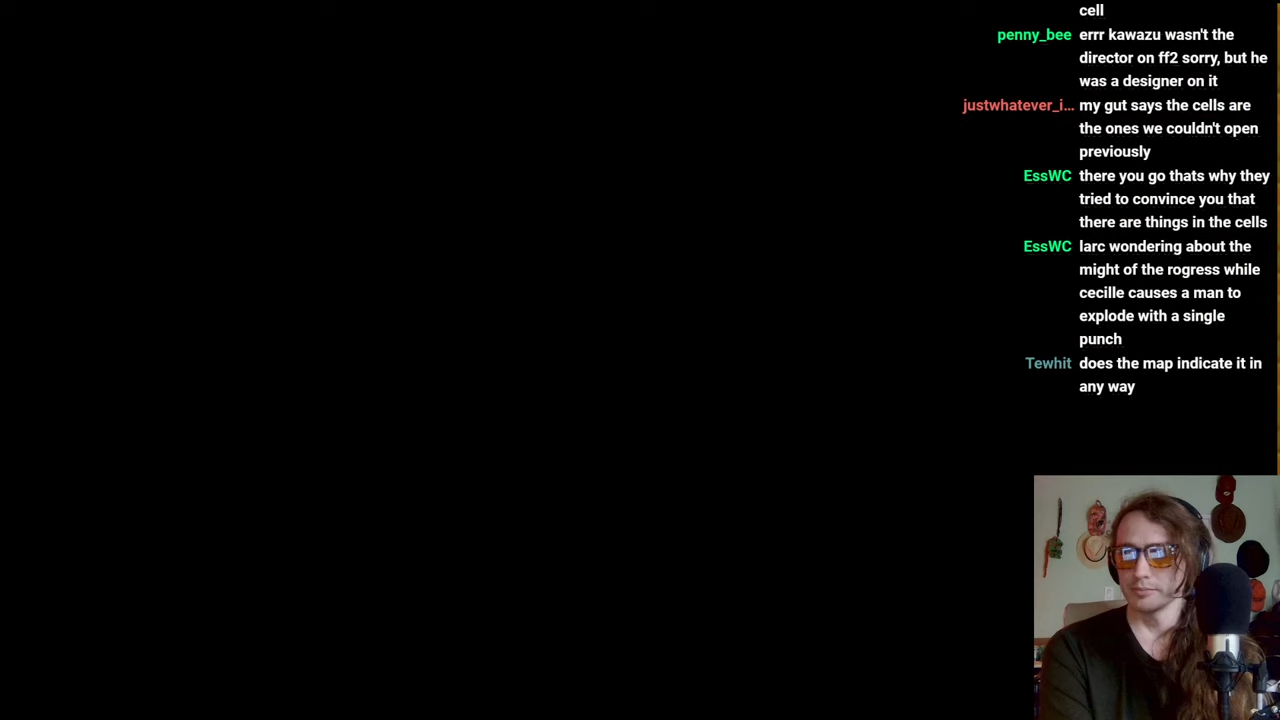 cell
penny_bee errr kawazu wasn't the
director on ff2 sorry, but he
was a designer on it
justwhatever_i… my gut says the cells are
the ones we couldn't open
previously
EssWC there you go thats why they
tried to convince you that
there are things in the cells
EssWC larc wondering about the
might of the rogress while
cecille causes a man to
explode with a single
punch
Tewhit does the map indicate it in
any way